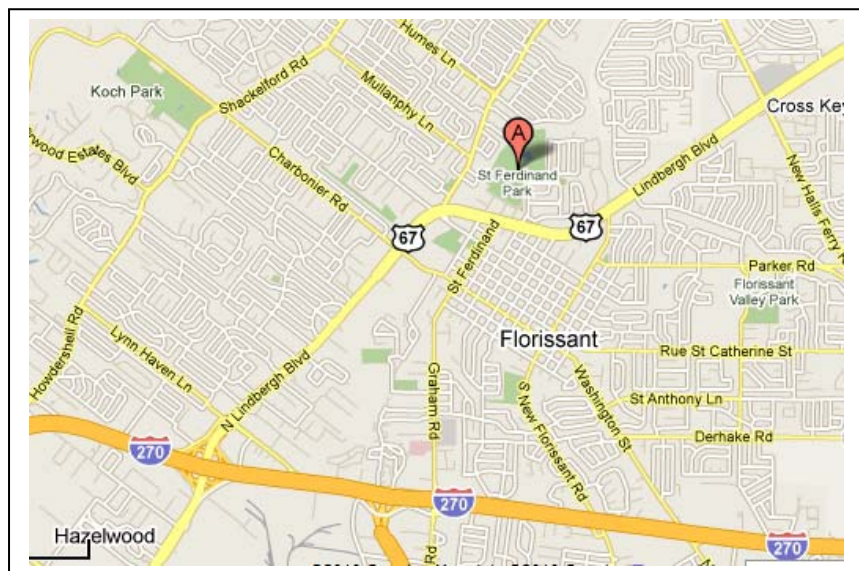 Humes Ln
Koch Park
Shackelford Rd
Mullanphy Ln
Cross Key
A
St Ferdinand
Park
Lindbergh Blvd
New Halls Ferry
rwood Estates Blvd
Charbonier Rd
67
67
St Ferdinand
Parker Rd
Florissant
Valley Park
Howdershell Rd
Lynn Haven Ln
N Lindbergh Blvd
Florissant
Rue St Catherine St
Graham Rd
S New Florissant Rd
Washington St
St Anthony Ln
Derhake Rd
270
270
270
Hazelwood
Rd